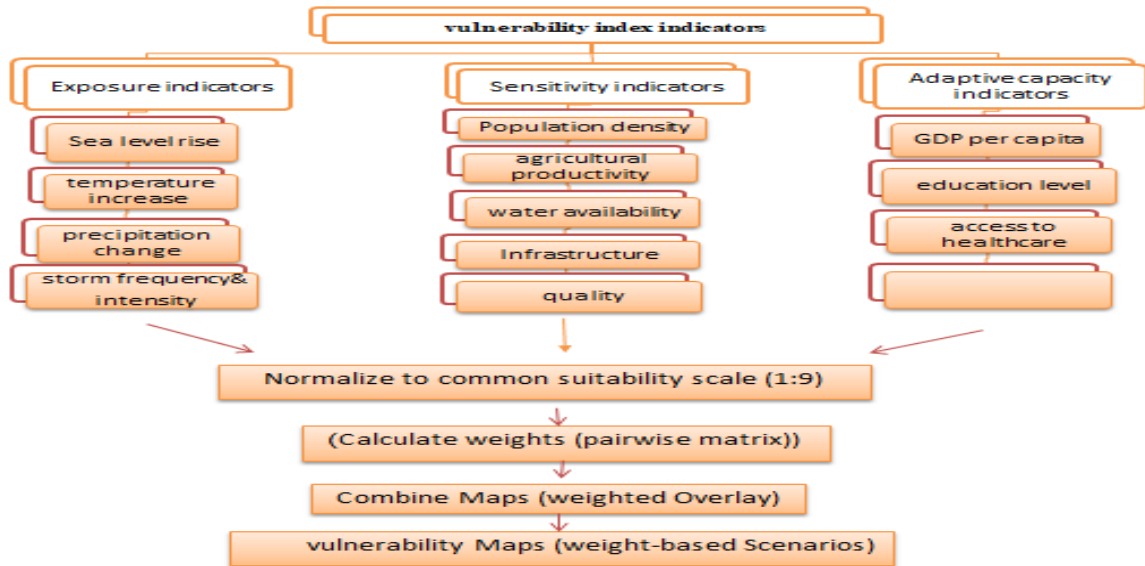 vulnerability index indicators
Exposure indicators
Sea level rise
temperature
increase
precipitation
change
storm frequency&
intensity
Sensitivity indicators
Population density
agricultural
productivity
water availability
Infrastructure
quality
Adaptive capacity
indicators
GDP per capita
education level
access to
healthcare
Normalize to common suitability scale (1:9)
(Calculate weights (pairwise matrix))
Combine Maps (weighted Overlay)
vulnerability Maps (weight-based Scenarios)